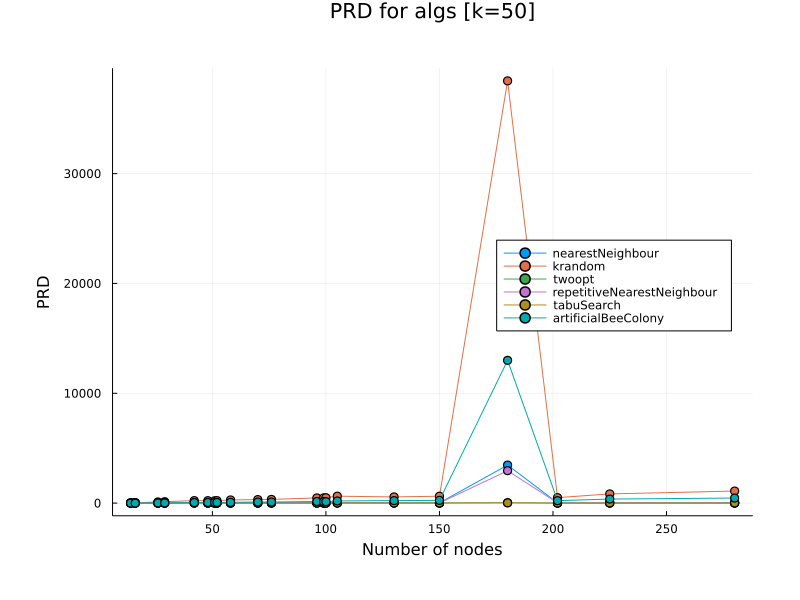 PRD for algs [k=50]
30000
20000
10000
0
PRD
nearestNeighbour
krandom
twoopt
repetitiveNearestNeighbour
tabuSearch
artificialBeeColony
50
100
150
200
250
Number of nodes